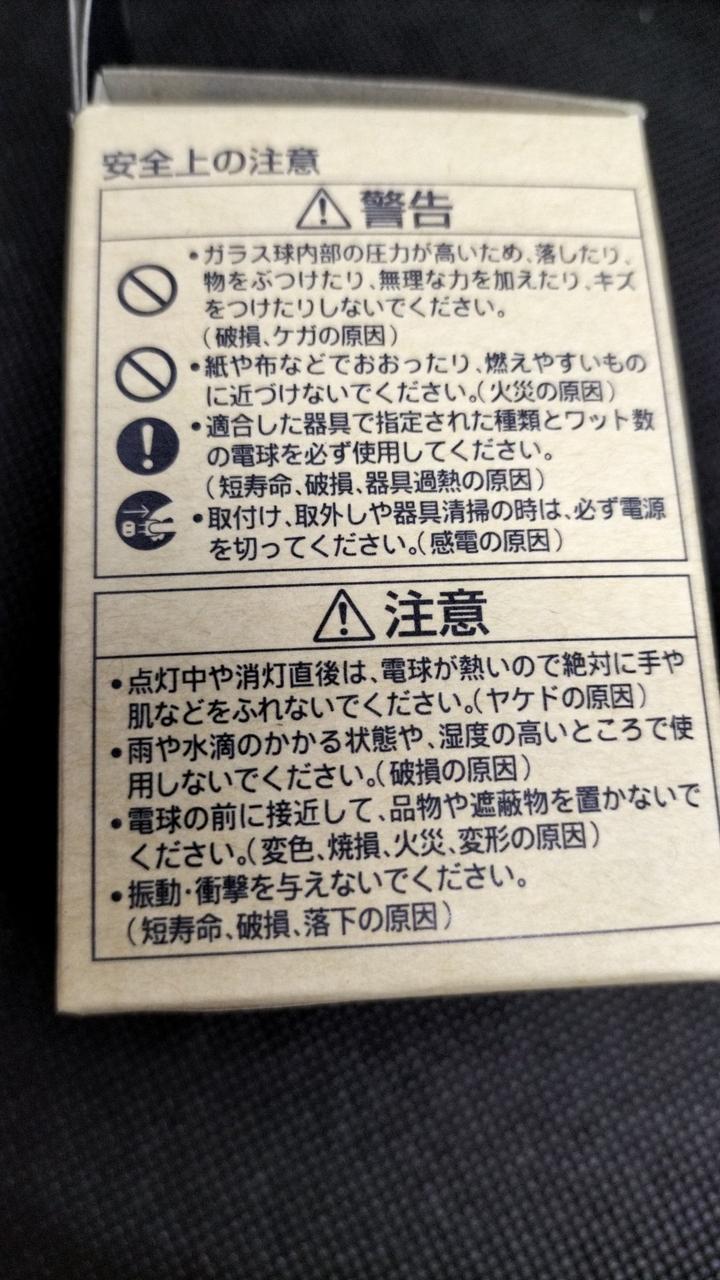 安全上の注意
警告
•ガラス球内部の圧力が高いため、落したり、
物をぶつけたり、無理な力を加えたり、キズ
をつけたりしないでください。
(破損、ケガの原因)
•紙や布などでおおったり、燃えやすいもの
に近づけないでください。(火災の原因)
•適合した器具で指定された種類とワット数
の電球を必ず使用してください。
(短寿命、破損、器具過熱の原因)
•取付け、取外しや器具清掃の時は、必ず電源
を切ってください。(感電の原因)
注意
•点灯中や消灯直後は、電球が熱いので絶対に手や
肌などをふれないでください。(ヤケドの原因)
•雨や水滴のかかる状態や、湿度の高いところで使
用しないでください。(破損の原因)
•電球の前に接近して、品物や遮蔽物を置かないで
ください。(変色、焼損、火災、変形の原因)
•振動・衝撃を与えないでください。
(短寿命、破損、落下の原因)